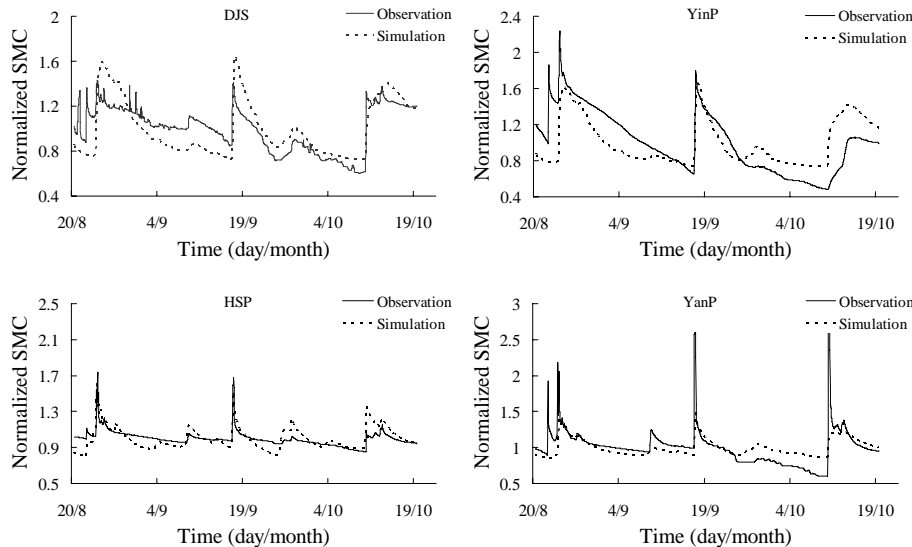 DJS
Observation
Simulation
Normalized SMC
2
1.6
1.2
0.8
0.4
20/8 4/9 19/9 4/10 19/10
Time (day/month)
YinP
Observation
Simulation
Normalized SMC
2.4
2
1.6
1.2
0.8
0.4
20/8 4/9 19/9 4/10 19/10
Time (day/month)
HSP
Observation
Simulation
Normalized SMC
2.5
2.1
1.7
1.3
0.9
0.5
20/8 4/9 19/9 4/10 19/10
Time (day/month)
YanP
Observation
Simulation
Normalized SMC
3
2.5
2
1.5
1
0.5
20/8 4/9 19/9 4/10 19/10
Time (day/month)